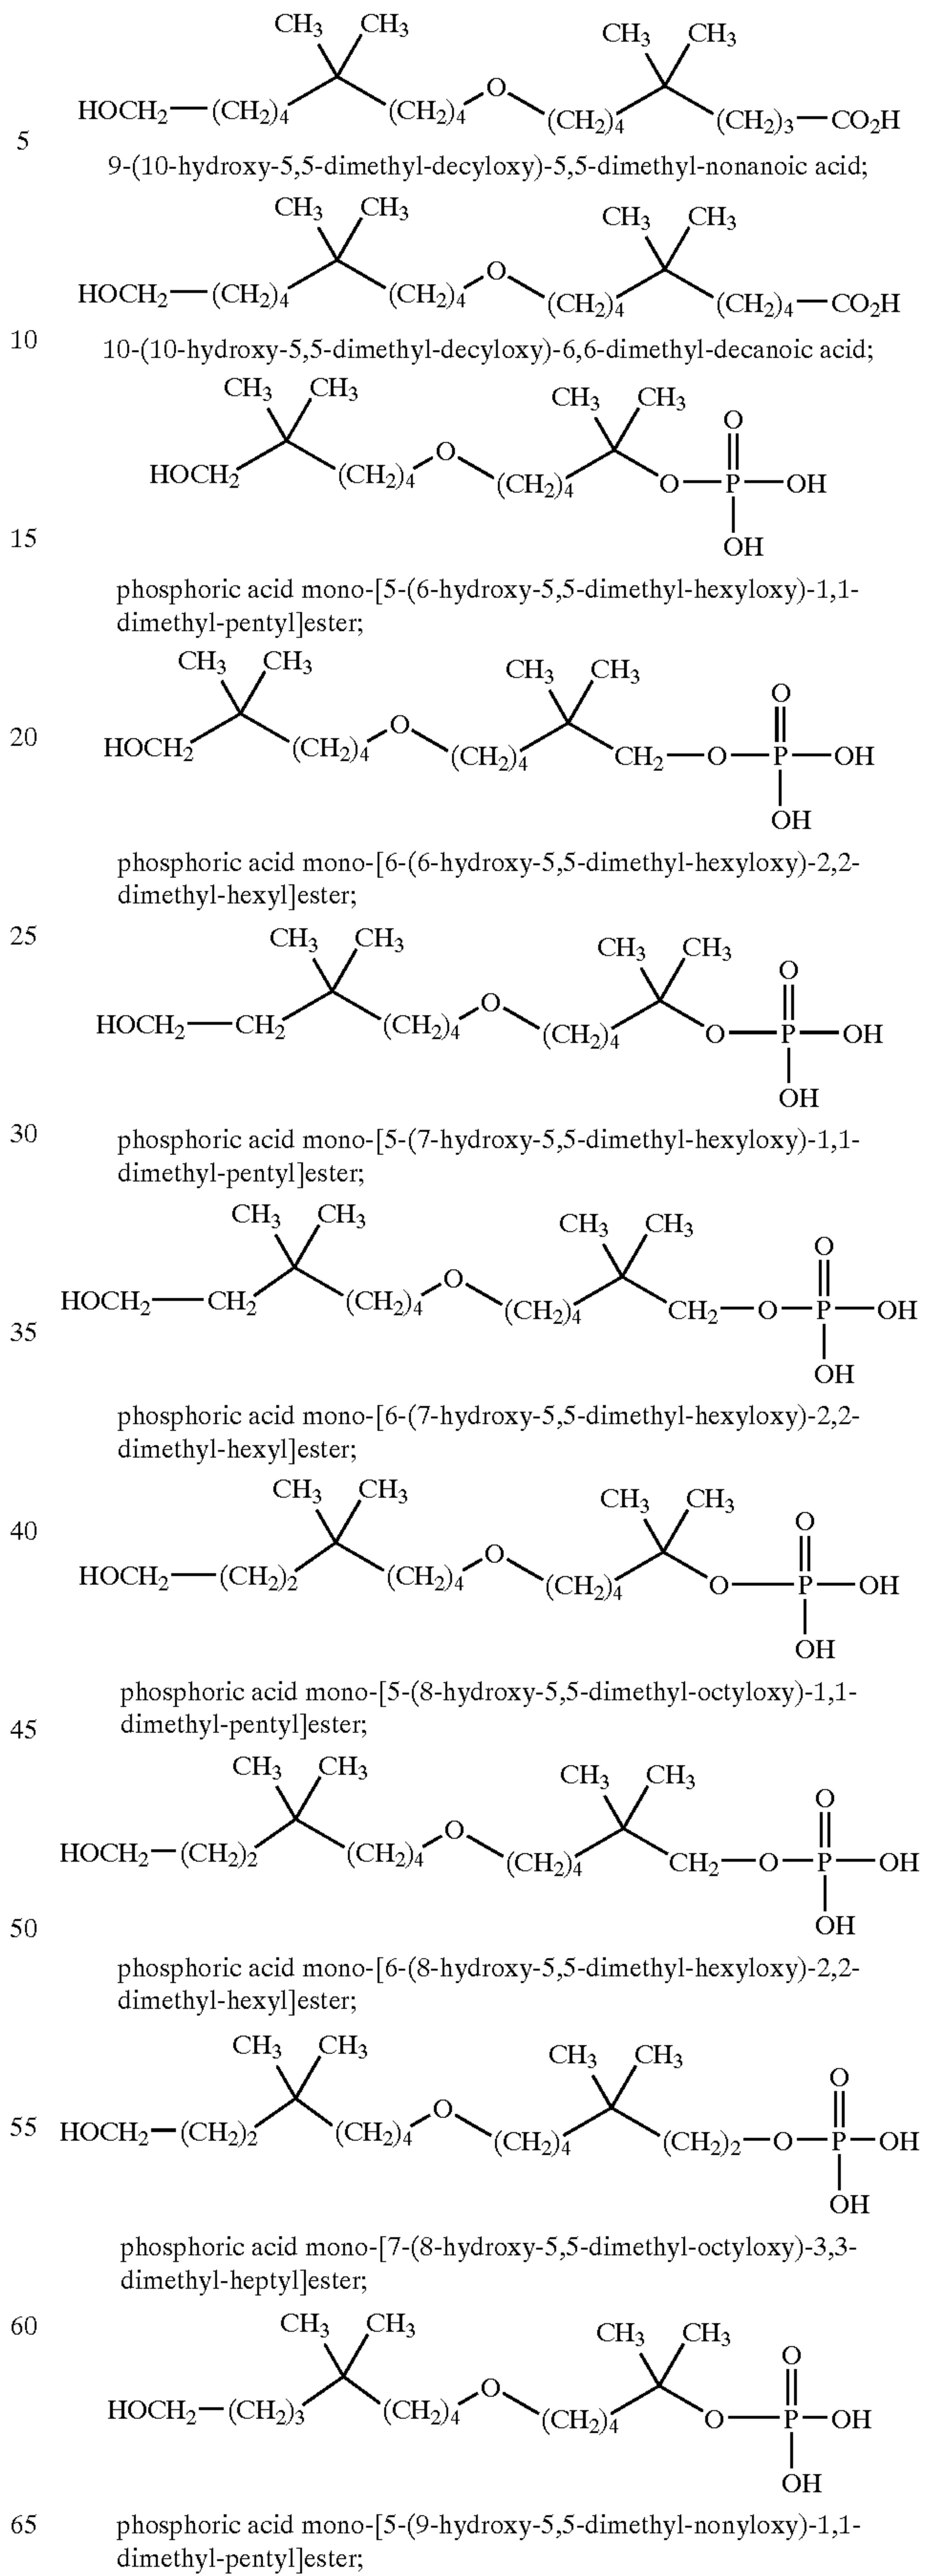 CH3 CH3 CH3 CH3
O
HOCH2—(CH2)4 (CH2)4 (CH2)4 (CH2)3—CO2H
5
9-(10-hydroxy-5,5-dimethyl-decyloxy)-5,5-dimethyl-nonanoic acid;
CH3 CH3 CH3 CH3
O
HOCH2—(CH2)4 (CH2)4 (CH2)4 (CH2)4—CO2H
10
10-(10-hydroxy-5,5-dimethyl-decyloxy)-6,6-dimethyl-decanoic acid;
CH3 CH3 CH3 CH3
O
O
HOCH2 (CH2)4 (CH2)4 O—P—OH
OH
15
phosphoric acid mono-[5-(6-hydroxy-5,5-dimethyl-hexyloxy)-1,1-
dimethyl-pentyl]ester;
CH3 CH3 CH3 CH3
O
O
20
HOCH2 (CH2)4 (CH2)4 CH2—O—P—OH
OH
phosphoric acid mono-[6-(6-hydroxy-5,5-dimethyl-hexyloxy)-2,2-
dimethyl-hexyl]ester;
25
CH3 CH3 CH3 CH3
O
O
HOCH2—CH2 (CH2)4 (CH2)4 O—P—OH
OH
30
phosphoric acid mono-[5-(7-hydroxy-5,5-dimethyl-hexyloxy)-1,1-
dimethyl-pentyl]ester;
CH3 CH3 CH3 CH3
O
O
HOCH2—CH2 (CH2)4 (CH2)4 CH2—O—P—OH
35
OH
phosphoric acid mono-[6-(7-hydroxy-5,5-dimethyl-hexyloxy)-2,2-
dimethyl-hexyl]ester;
CH3 CH3 CH3 CH3
40
O
O
HOCH2—(CH2)2 (CH2)4 (CH2)4 O—P—OH
OH
phosphoric acid mono-[5-(8-hydroxy-5,5-dimethyl-octyloxy)-1,1-
45
dimethyl-pentyl]ester;
CH3 CH3 CH3 CH3
O
O
HOCH2—(CH2)2 (CH2)4 (CH2)4 CH2—O—P—OH
OH
50
phosphoric acid mono-[6-(8-hydroxy-5,5-dimethyl-hexyloxy)-2,2-
dimethyl-hexyl]ester;
CH3 CH3 CH3 CH3
O
O
55
HOCH2—(CH2)2 (CH2)4 (CH2)4 (CH2)2—O—P—OH
OH
phosphoric acid mono-[7-(8-hydroxy-5,5-dimethyl-octyloxy)-3,3-
dimethyl-heptyl]ester;
60
CH3 CH3 CH3 CH3
O
O
HOCH2—(CH2)3 (CH2)4 (CH2)4 O—P—OH
OH
65
phosphoric acid mono-[5-(9-hydroxy-5,5-dimethyl-nonyloxy)-1,1-
dimethyl-pentyl]ester;